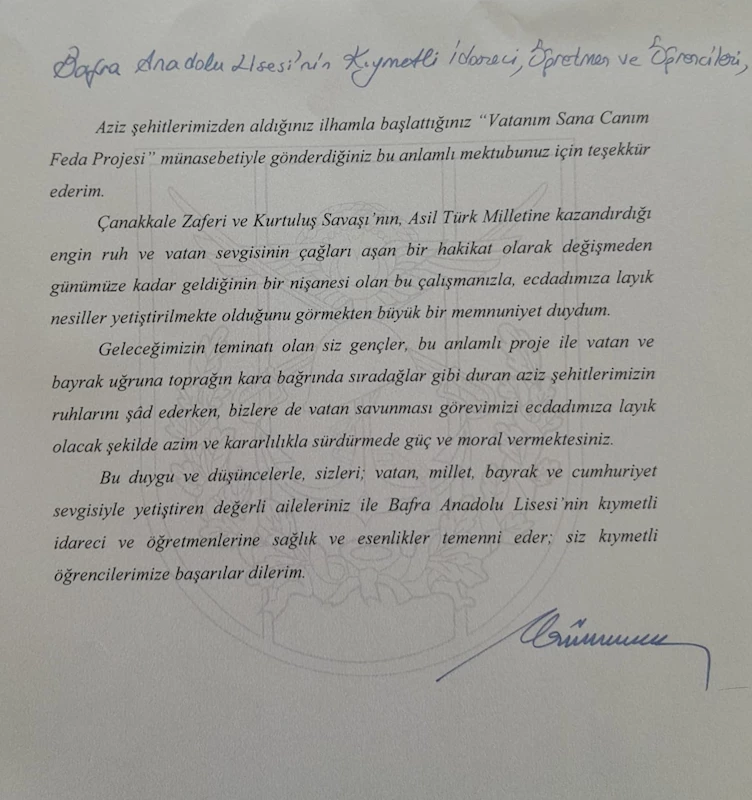 Bafra Anadolu Lisesi'nin Kıymetli İdareci, Öğretmen ve Öğrencileri,
Aziz şehitlerimizden aldığınız ilhamla başlattığınız “Vatanım Sana Canım
Feda Projesi” münasebetiyle gönderdiğiniz bu anlamlı mektubunuz için teşekkür
ederim.
Çanakkale Zaferi ve Kurtuluş Savaşı’nın, Asil Türk Milletine kazandırdığı
engin ruh ve vatan sevgisinin çağları aşan bir hakikat olarak değişmeden
günümüze kadar geldiğinin bir nişanesi olan bu çalışmanızla, ecdadımıza layık
nesiller yetiştirilmekte olduğunu görmekten büyük bir memnuniyet duydum.
Geleceğimizin teminatı olan siz gençler, bu anlamlı proje ile vatan ve
bayrak uğruna toprağın kara bağrında sıradağlar gibi duran aziz şehitlerimizin
ruhlarını şâd ederken, bizlere de vatan savunması görevimizi ecdadımıza layık
olacak şekilde azim ve kararlılıkla sürdürmede güç ve moral vermektesiniz.
Bu duygu ve düşüncelerle, sizleri; vatan, millet, bayrak ve cumhuriyet
sevgisiyle yetiştiren değerli aileleriniz ile Bafra Anadolu Lisesi’nin kıymetli
idareci ve öğretmenlerine sağlık ve esenlikler temenni eder; siz kıymetli
öğrencilerimize başarılar dilerim.